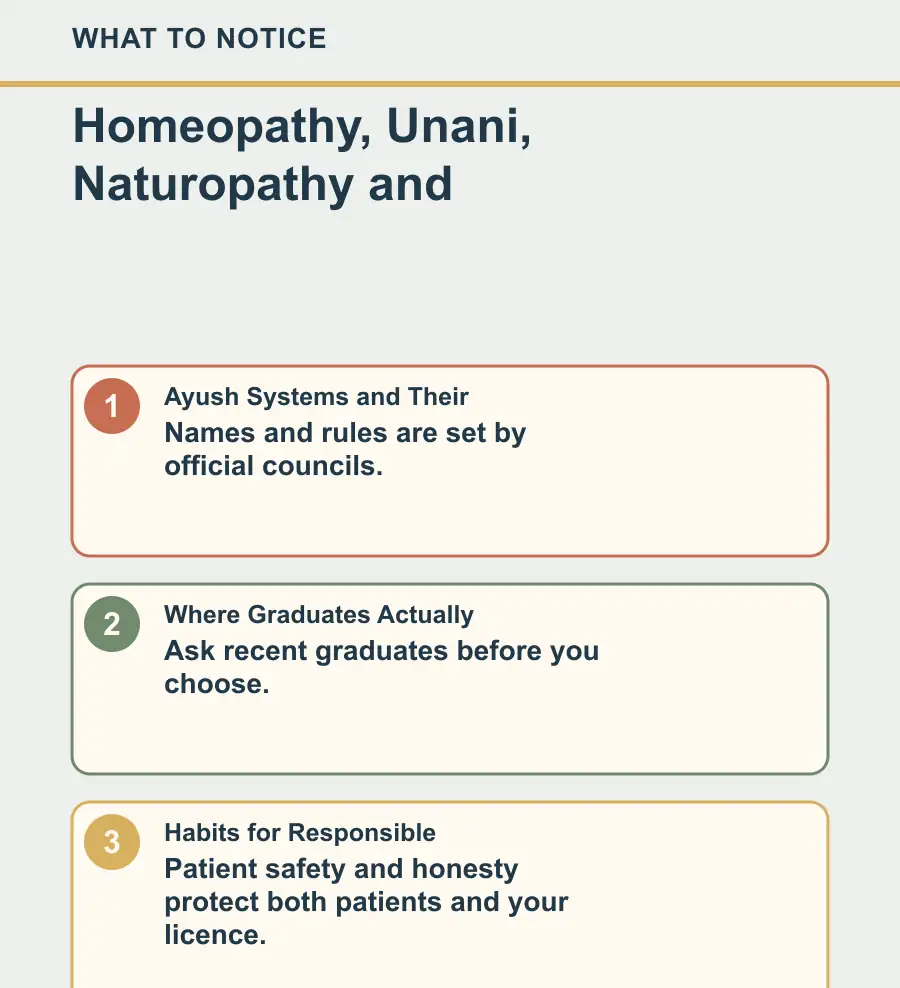 WHAT TO NOTICE
Homeopathy, Unani,
Naturopathy and
1
Ayush Systems and Their
Names and rules are set by
official councils.
2
Where Graduates Actually
Ask recent graduates before you
choose.
3
Habits for Responsible
Patient safety and honesty
protect both patients and your
licence.